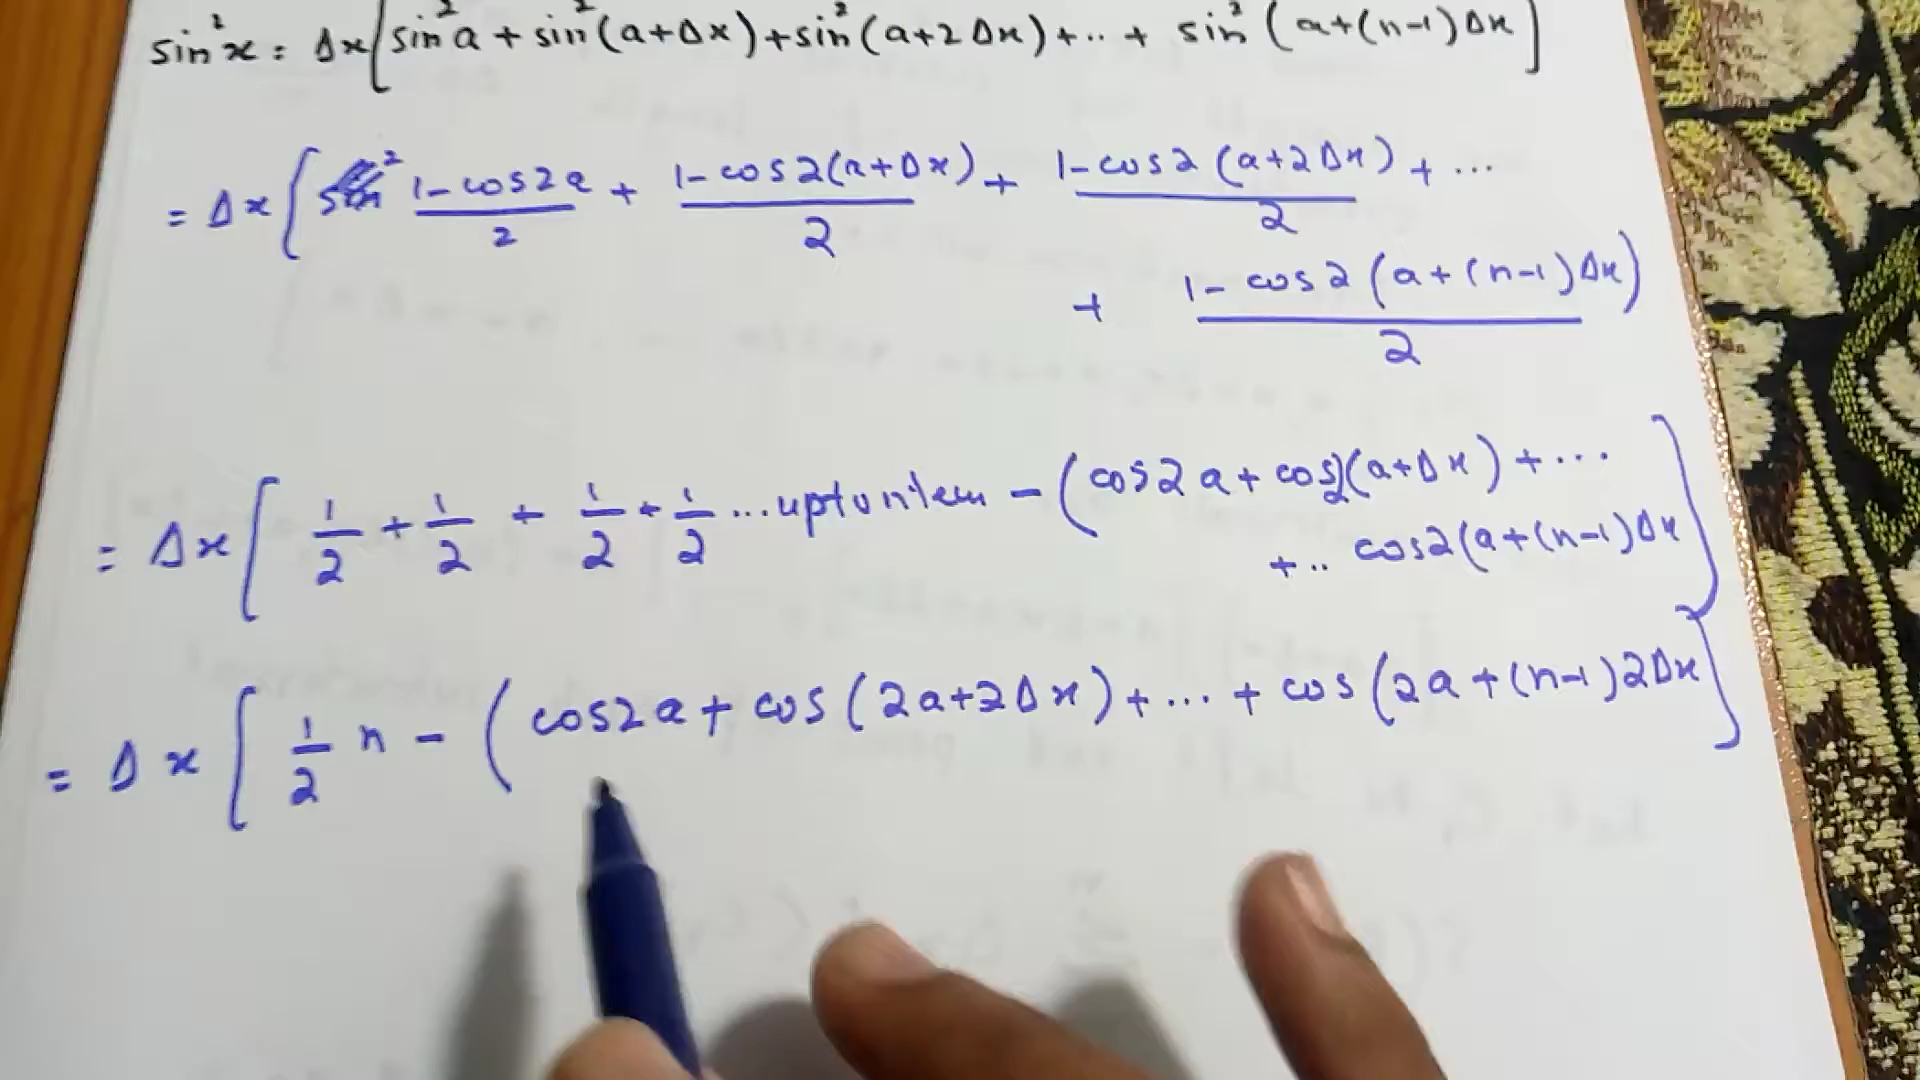 sin²x = Δx[sin²a + sin²(a+Δx) + sin²(a+2Δx) + .. + sin²(a+(n-1)Δx]
= Δx[ 1-cos2a/2 + 1-cos2(a+Δx)/2 + 1-cos2(a+2Δx)/2 + ...
+ 1-cos2(a+(n-1)Δx)/2
= Δx[ 1/2 + 1/2 + 1/2 + 1/2 ... upto n - (cos2a + cos2(a+Δx) + ...
+ .. cos2(a+(n-1)Δx]
= Δx[ 1/2 n - (cos2a + cos(2a+2Δx) + ... + cos(2a+(n-1)2Δx]